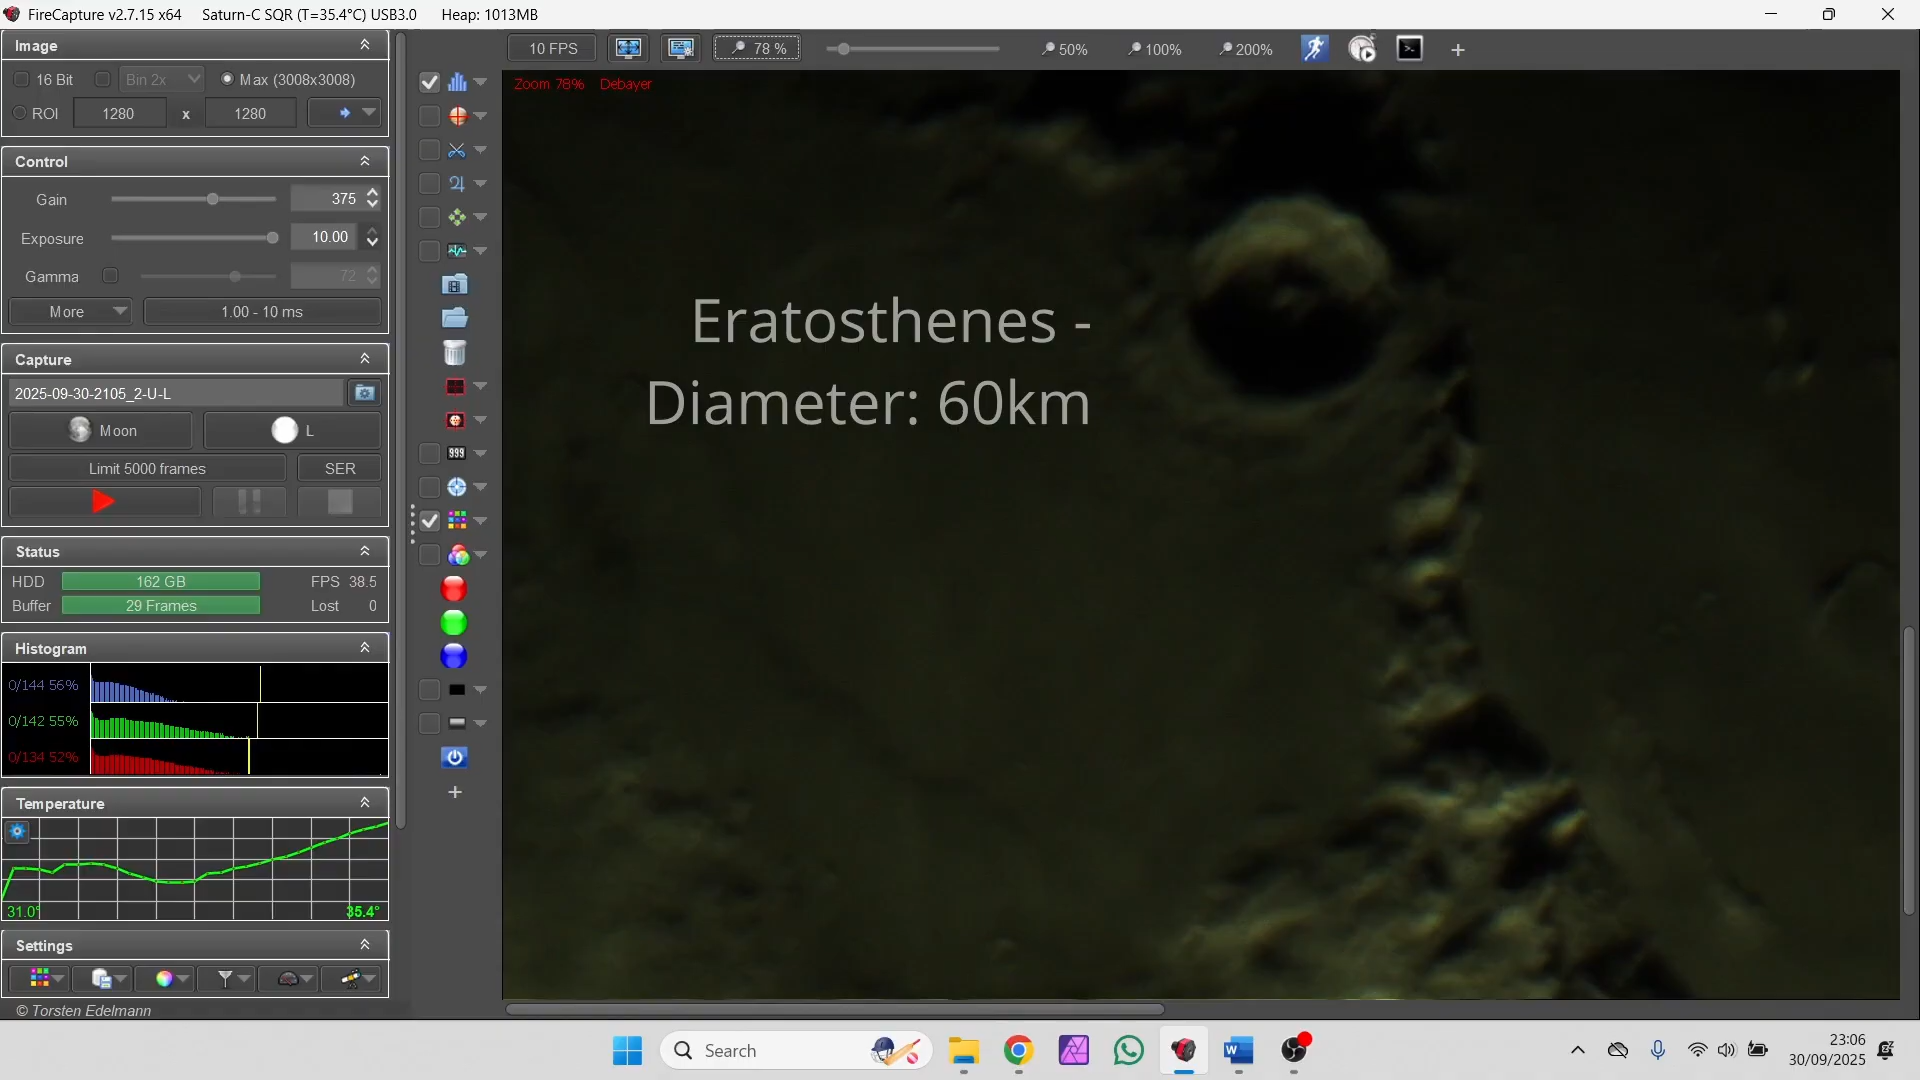 FireCapture v2.7.15 x64 Saturn-C SQR (T=35.4°C) USB3.0 Heap: 1013MB
Image
16 Bit Bin 2x Max (3008x3008)
ROI 1280 x 1280
Control
Gain 375
Exposure 10.00
Gamma 72
More 1.00 - 10 ms
Capture
2025-09-30-2105_2-U-L
Moon L
Limit 5000 frames SER
Status
HDD 162 GB FPS 38.5
Buffer 29 Frames Lost 0
Histogram
0/144 56%
0/142 55%
0/134 52%
Temperature
31.0° 35.4°
Settings
© Torsten Edelmann
10 FPS 78 % 50% 100% 200%
999
Zoom 78% Debayer
Eratosthenes -
Diameter: 60km
Search
23:06
30/09/2025